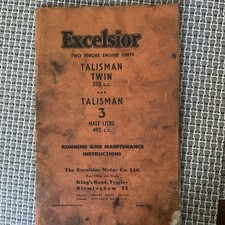 Excelsior
TWO STROKE ENGINE UNITS
TALISMAN
TWIN
328 c.c.
AND
TALISMAN
3
HALF LITRE
492 c.c.
RUNNING AND MAINTENANCE
INSTRUCTIONS
The Excelsior Motor Co. Ltd.
King's Road, Tyseley
Birmingham 11